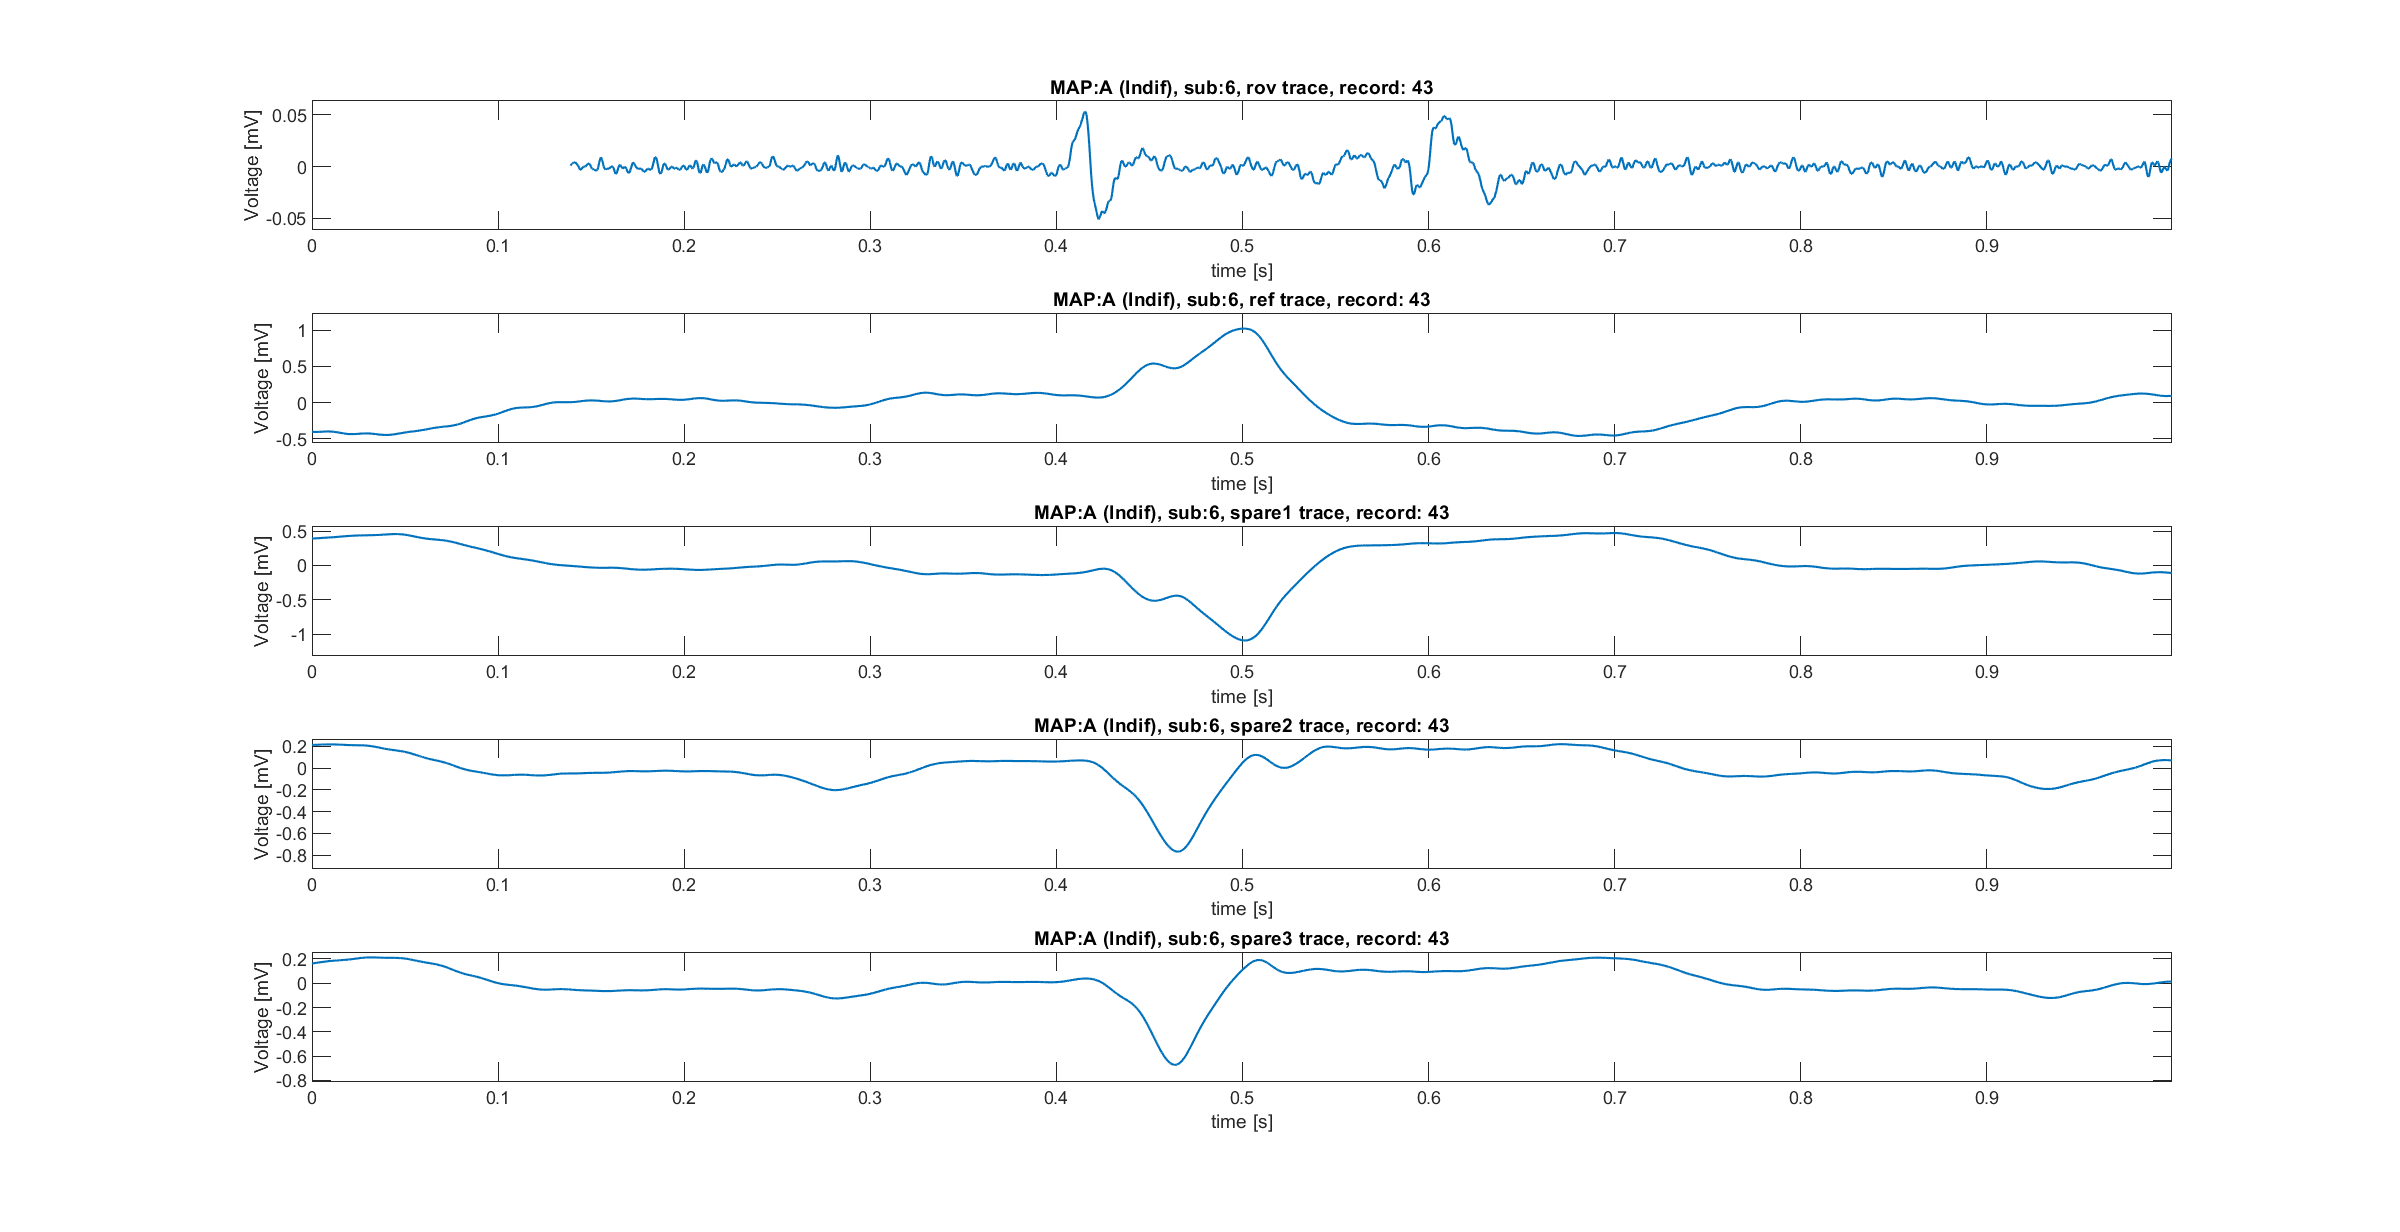 MAP:A (Indif), sub:6, rov trace, record: 43
Voltage [mV]
0.05
0
-0.05
0 0.1 0.2 0.3 0.4 0.5 0.6 0.7 0.8 0.9
time [s]
MAP:A (Indif), sub:6, ref trace, record: 43
Voltage [mV]
1
0.5
0
-0.5
0 0.1 0.2 0.3 0.4 0.5 0.6 0.7 0.8 0.9
time [s]
MAP:A (Indif), sub:6, spare1 trace, record: 43
Voltage [mV]
0.5
0
-0.5
-1
0 0.1 0.2 0.3 0.4 0.5 0.6 0.7 0.8 0.9
time [s]
MAP:A (Indif), sub:6, spare2 trace, record: 43
Voltage [mV]
0.2
0
-0.2
-0.4
-0.6
-0.8
0 0.1 0.2 0.3 0.4 0.5 0.6 0.7 0.8 0.9
time [s]
MAP:A (Indif), sub:6, spare3 trace, record: 43
Voltage [mV]
0.2
0
-0.2
-0.4
-0.6
-0.8
0 0.1 0.2 0.3 0.4 0.5 0.6 0.7 0.8 0.9
time [s]